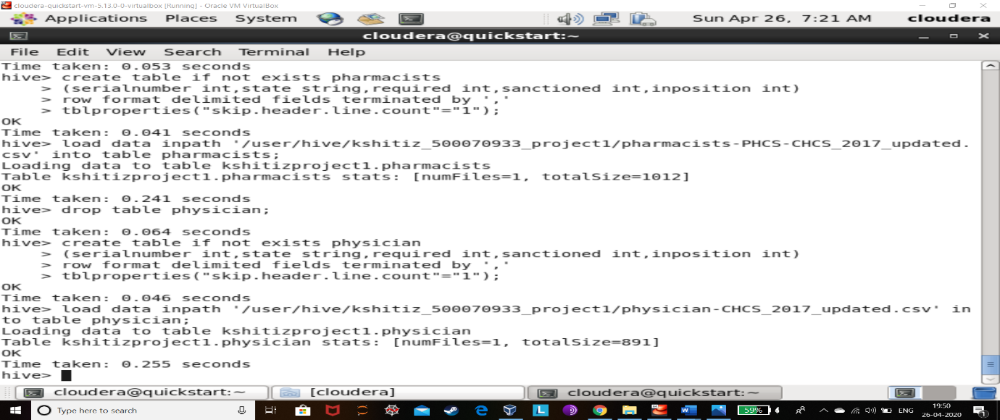 cloudera-quickstart-vm-5.13.0-0-virtualbox [Running] - Oracle VM VirtualBox
Applications Places System Sun Apr 26, 7:21 AM cloudera
cloudera@quickstart:~
File Edit View Search Terminal Help
Time taken: 0.053 seconds
hive> create table if not exists pharmacists
    > (serialnumber int,state string,required int,sanctioned int,inposition int)
    > row format delimited fields terminated by ','
    > tblproperties("skip.header.line.count"="1");
OK
Time taken: 0.041 seconds
hive> load data inpath '/user/hive/kshitiz_500070933_project1/pharmacists-PHCS-CHCS_2017_updated.
csv' into table pharmacists;
Loading data to table kshitizproject1.pharmacists
Table kshitizproject1.pharmacists stats: [numFiles=1, totalSize=1012]
OK
Time taken: 0.241 seconds
hive> drop table physician;
OK
Time taken: 0.064 seconds
hive> create table if not exists physician
    > (serialnumber int,state string,required int,sanctioned int,inposition int)
    > row format delimited fields terminated by ','
    > tblproperties("skip.header.line.count"="1");
OK
Time taken: 0.046 seconds
hive> load data inpath '/user/hive/kshitiz_500070933_project1/physician-CHCS_2017_updated.csv' in
to table physician;
Loading data to table kshitizproject1.physician
Table kshitizproject1.physician stats: [numFiles=1, totalSize=891]
OK
Time taken: 0.255 seconds
hive>
cloudera@quickstart:~ [cloudera] cloudera@quickstart:~
Type here to search 59% ENG 19:50
26-04-2020 1